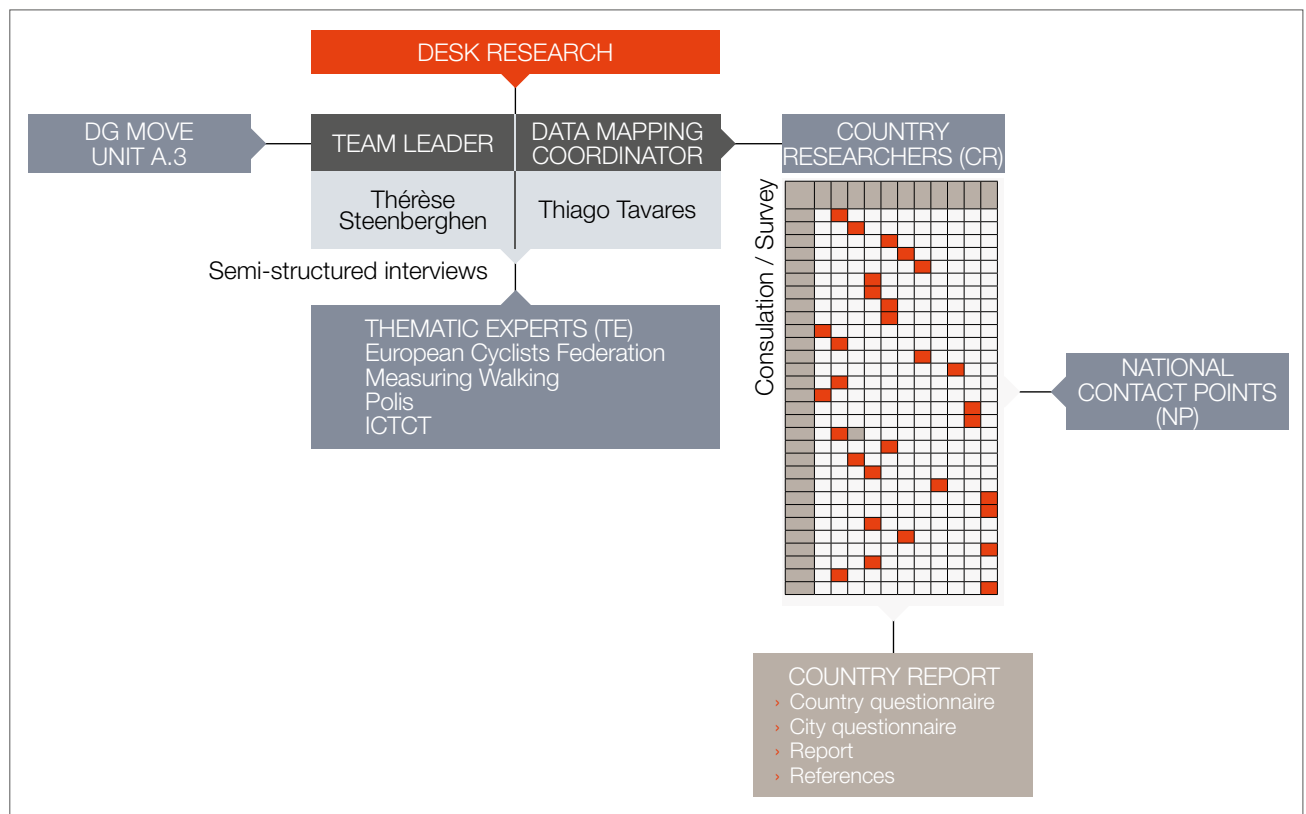 DESK RESEARCH
DG MOVE
UNIT A.3
TEAM LEADER
DATA MAPPING
COORDINATOR
COUNTRY
RESEARCHERS (CR)
Thérèse
Steenberghen
Thiago Tavares
Semi-structured interviews
THEMATIC EXPERTS (TE)
European Cyclists Federation
Measuring Walking
Polis
ICTCT
Consulation / Survey
NATIONAL
CONTACT POINTS
(NP)
COUNTRY REPORT
› Country questionnaire
› City questionnaire
› Report
› References